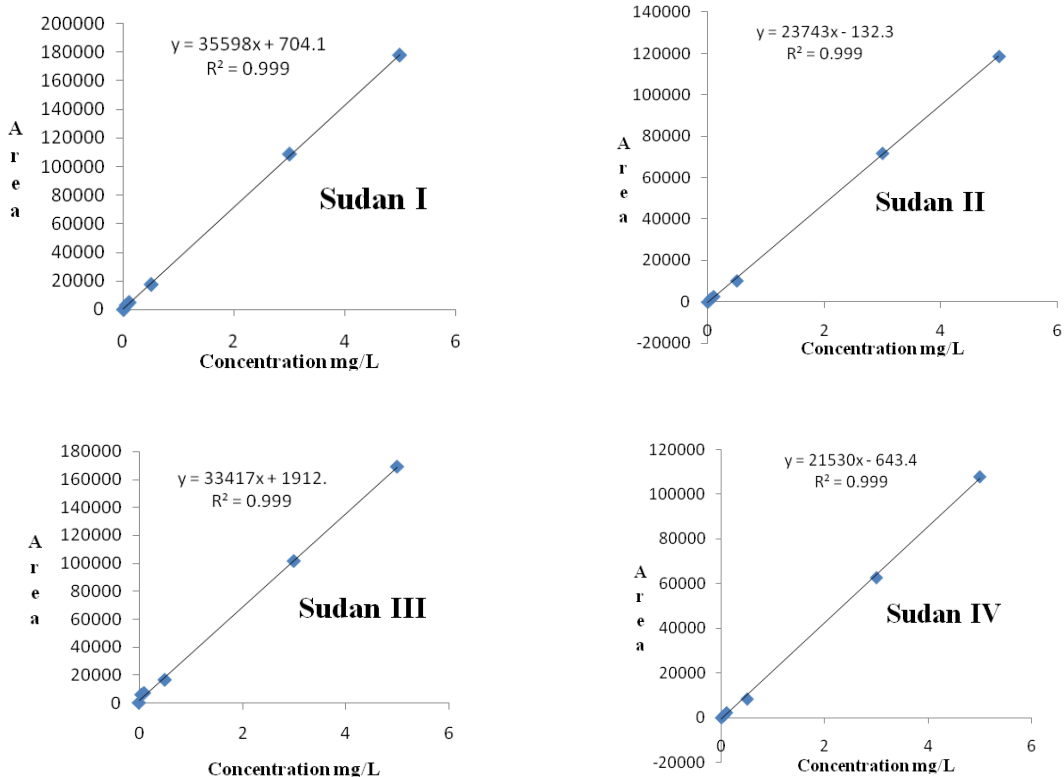 200000
180000
160000
140000
120000
100000
80000
60000
40000
20000
0
y = 35598x + 704.1
R² = 0.999
Area
Sudan I
0 2 4 6
Concentration mg/L
140000
120000
100000
80000
60000
40000
20000
0
-20000
y = 23743x - 132.3
R² = 0.999
Area
Sudan II
0 2 4 6
Concentration mg/L
180000
160000
140000
120000
100000
80000
60000
40000
20000
0
y = 33417x + 1912.
R² = 0.999
Area
Sudan III
0 2 4 6
Concentration mg/L
120000
100000
80000
60000
40000
20000
0
-20000
y = 21530x - 643.4
R² = 0.999
Area
Sudan IV
0 2 4 6
Concentration mg/L